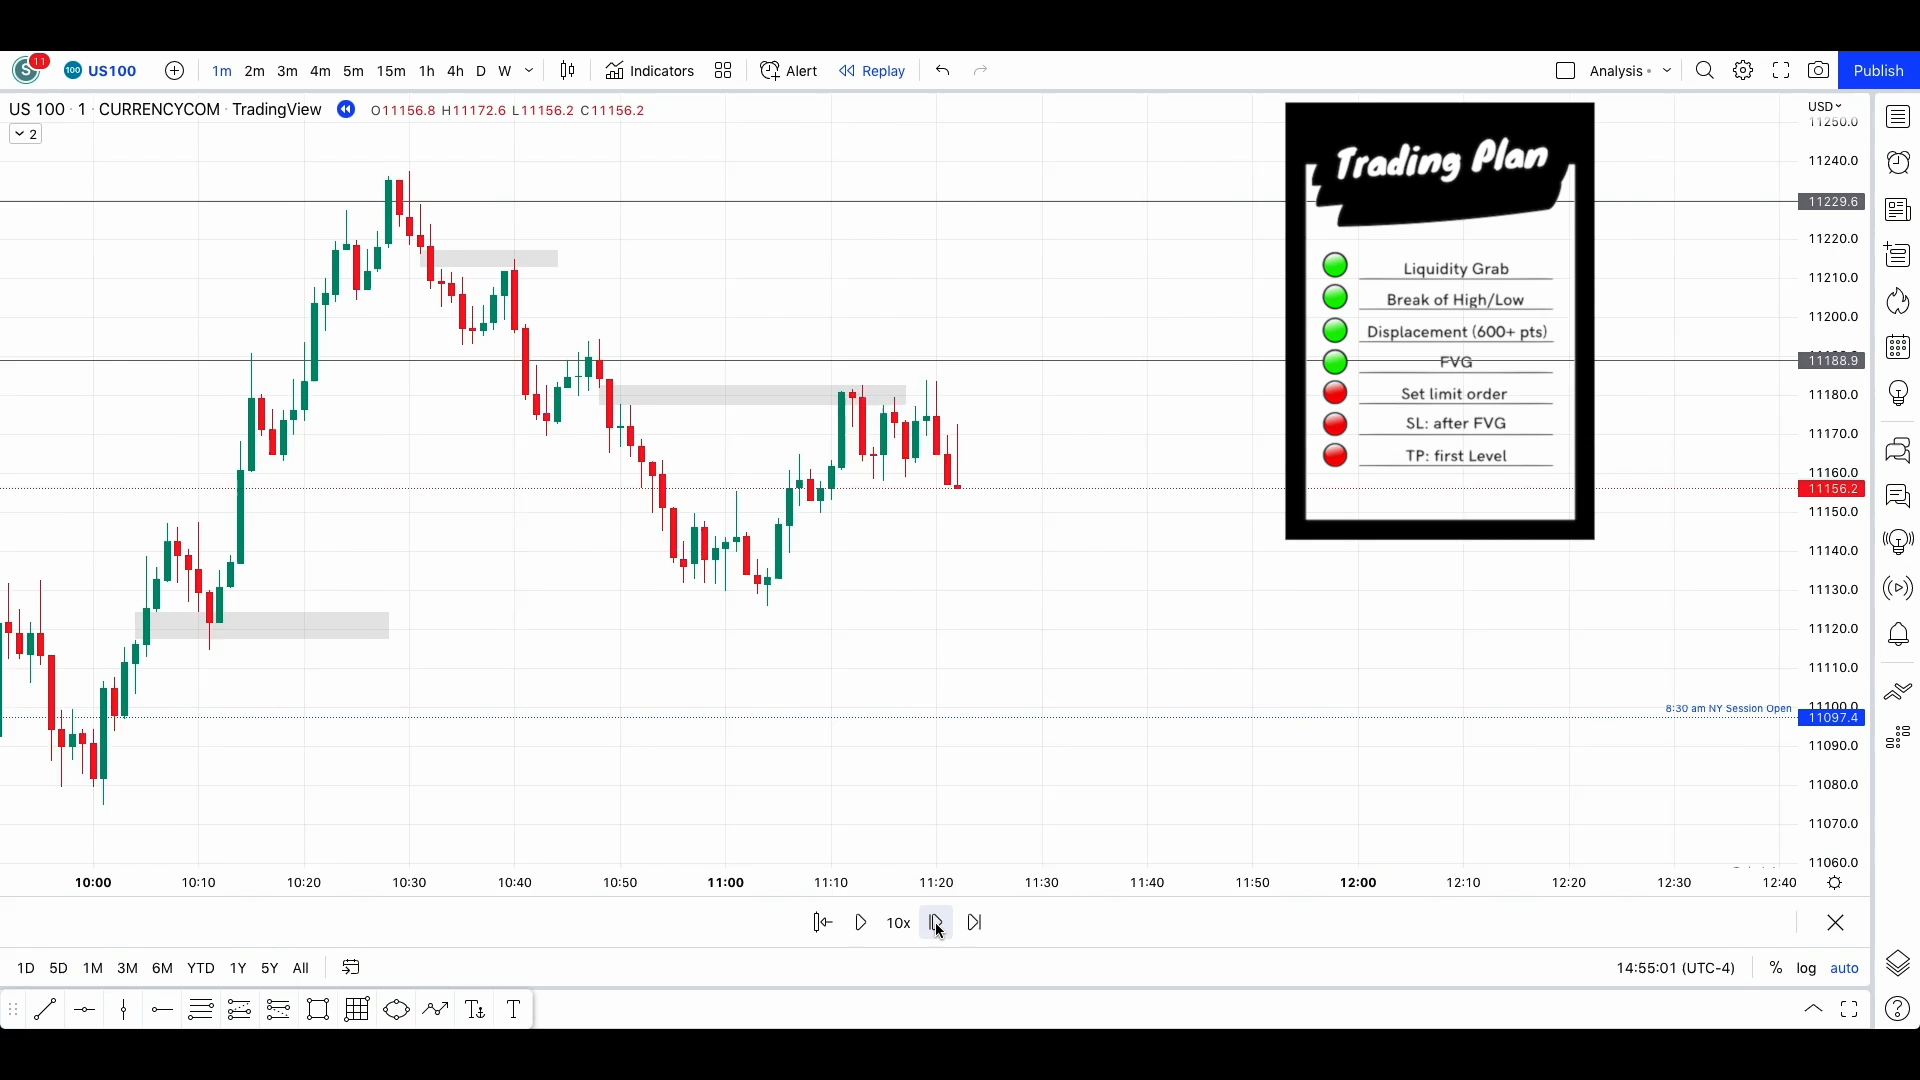 S 11 100 US100 1m 2m 3m 4m 5m 15m 1h 4h D W Indicators Alert Replay Analysis Publish
US 100 · 1 · CURRENCYCOM · TradingView O11156.8 H11172.6 L11156.2 C11156.2
2
USD
11250.0
11240.0
11229.6
11220.0
11210.0
11200.0
11188.9
11180.0
11170.0
11160.0
11156.2
11150.0
11140.0
11130.0
11120.0
11110.0
11100.0
11097.4
11090.0
11080.0
11070.0
11060.0
Trading Plan
Liquidity Grab
Break of High/Low
Displacement (600+ pts)
FVG
Set limit order
SL: after FVG
TP: first Level
8:30 am NY Session Open
10:00 10:10 10:20 10:30 10:40 10:50 11:00 11:10 11:20 11:30 11:40 11:50 12:00 12:10 12:20 12:30 12:40
10x
1D 5D 1M 3M 6M YTD 1Y 5Y All 14:55:01 (UTC-4) % log auto